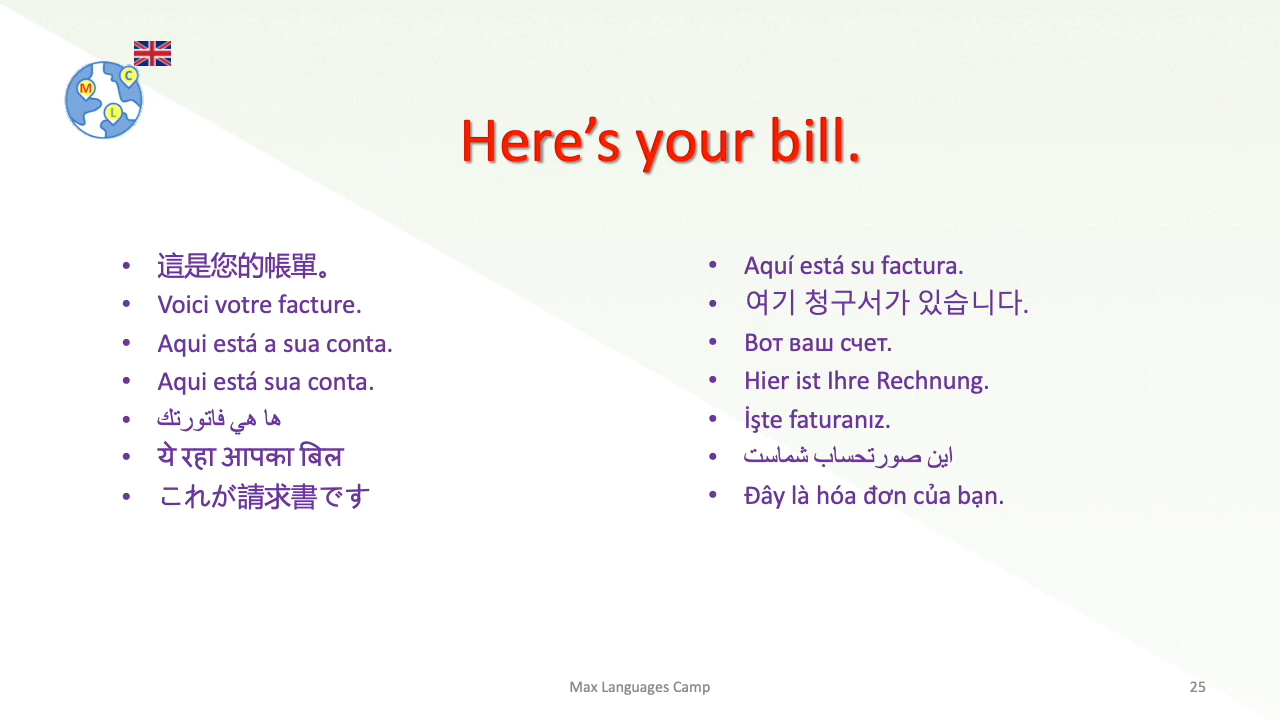 M
C
L
Here’s your bill.
這是您的帳單。
Voici votre facture.
Aqui está a sua conta.
Aqui está sua conta.
ها هي فاتورتك
ये रहा आपका बिल
これが請求書です
Aquí está su factura.
여기 청구서가 있습니다.
Вот ваш счет.
Hier ist Ihre Rechnung.
İşte faturanız.
این صورتحساب شماست
Đây là hóa đơn của bạn.
Max Languages Camp
25